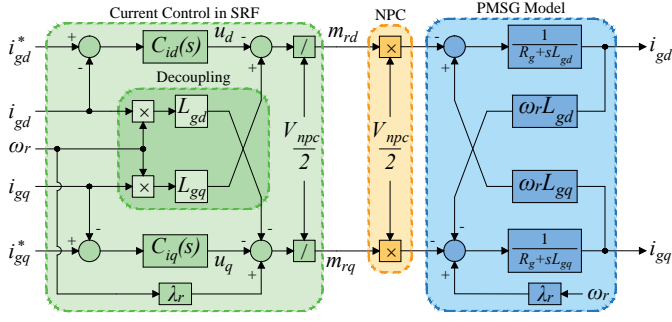 Current Control in SRF NPC PMSG Model
i*gd + - Cid(s) ud - + / mrd × - + 1/(Rg+sLgd) igd
Decoupling
igd × Lgd ωrLgd
ωr Vnpc/2 Vnpc/2
igq × Lgq ωrLgq
i*gq + - Ciq(s) uq - - + / mrq × - - + 1/(Rg+sLgq) igq
λr λr ωr